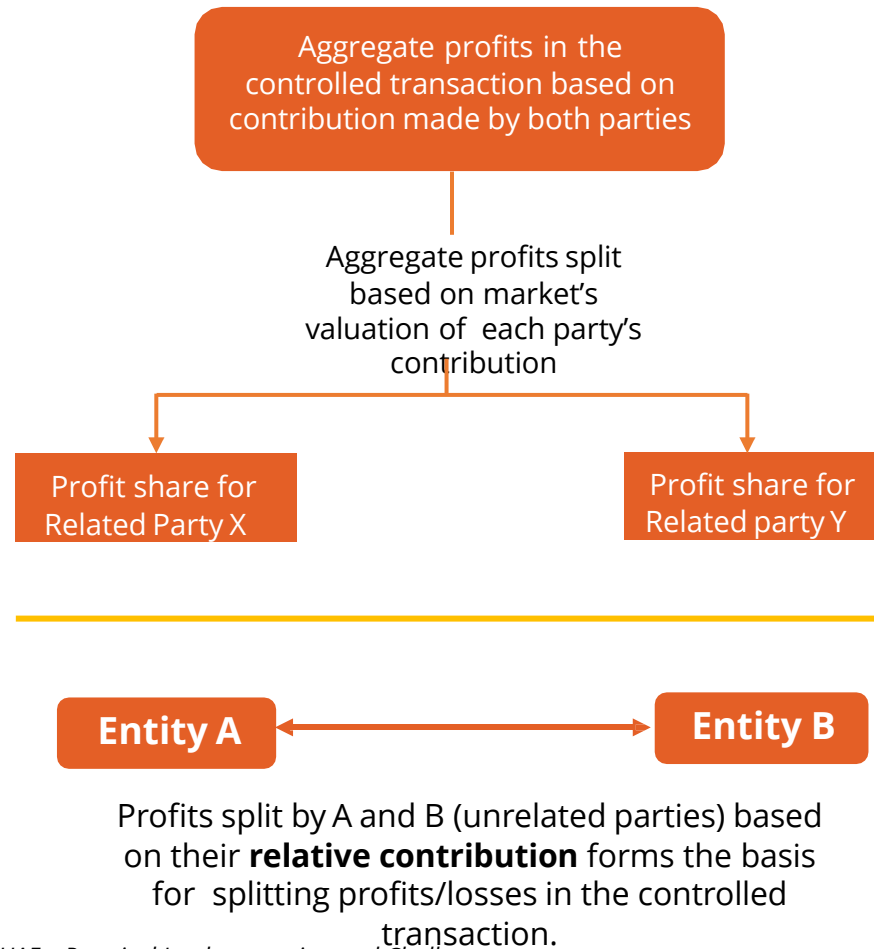 Aggregate profits in the
controlled transaction based on
contribution made by both parties
Aggregate profits split
based on market's
valuation of each party's
contribution
Profit share for
Related Party X
Profit share for
Related party Y
Entity A
Entity B
Profits split by A and B (unrelated parties) based
on their relative contribution forms the basis
for splitting profits/losses in the controlled
transaction.